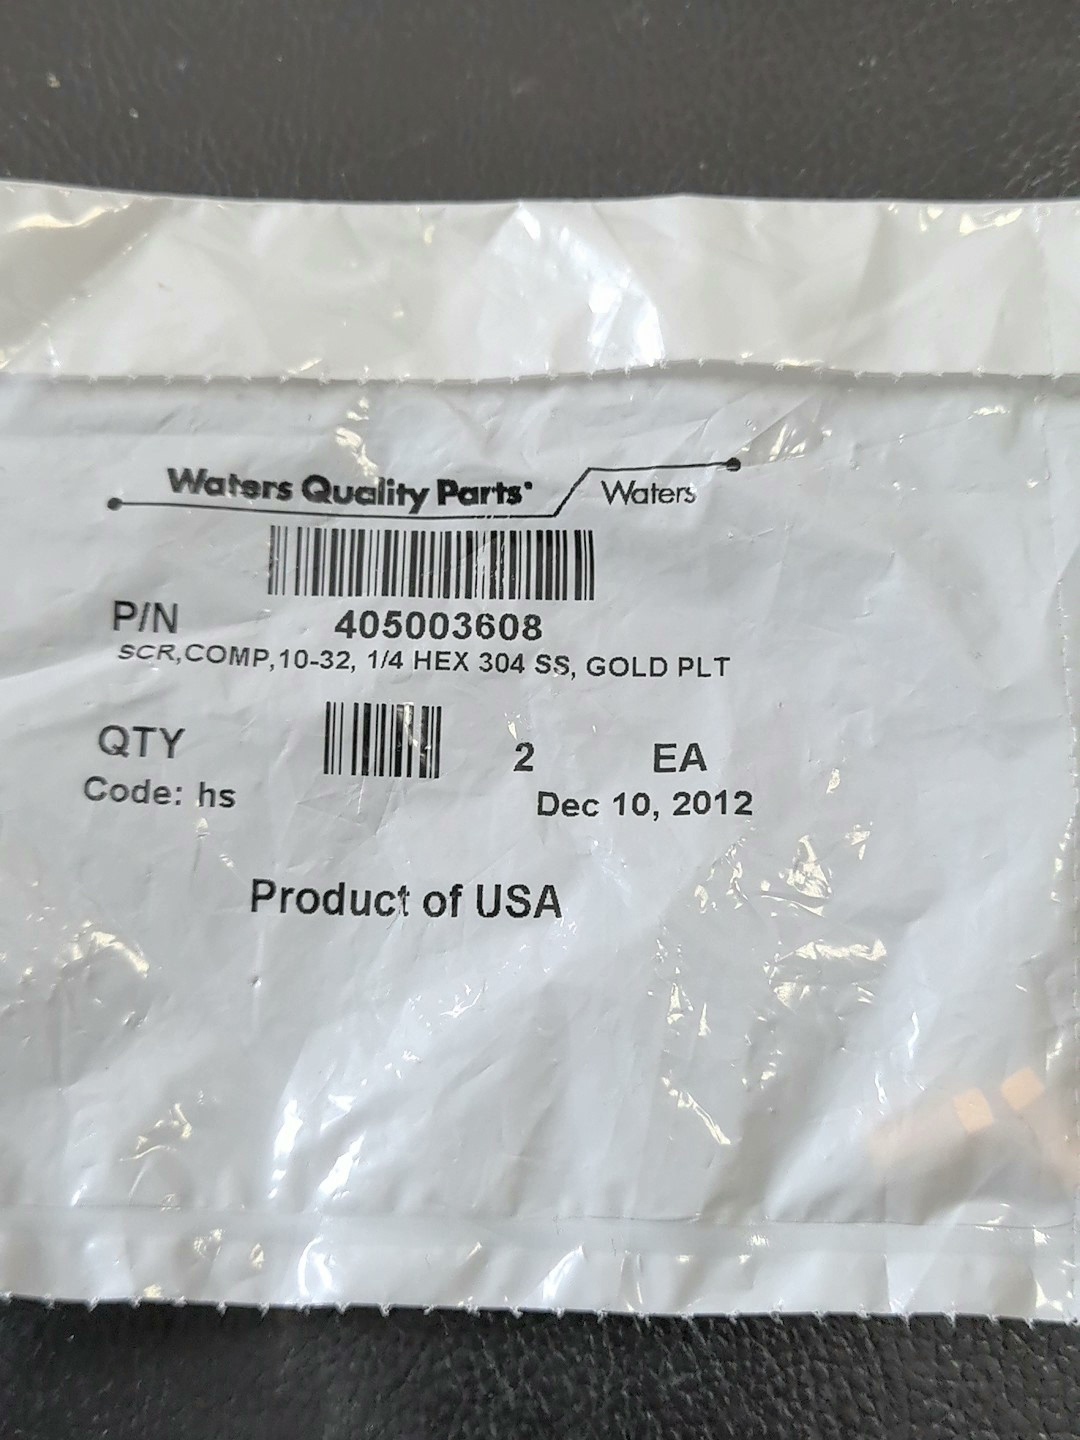 Waters Quality Parts Waters
P/N 405003608
SCR,COMP,10-32, 1/4 HEX 304 SS, GOLD PLT
QTY 2 EA
Code: hs Dec 10, 2012
Product of USA